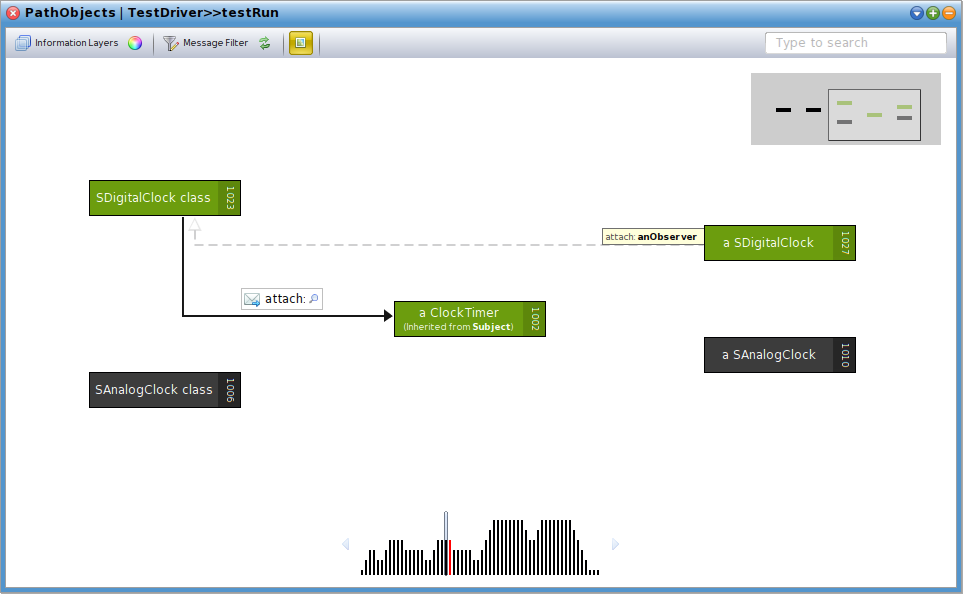 PathObjects | TestDriver>>testRun
Information Layers
Message Filter
Type to search
SDigitalClock class
1023
attach: anObserver
a SDigitalClock
1027
attach:
a ClockTimer
(Inherited from Subject)
1002
a SAnalogClock
1010
SAnalogClock class
1006